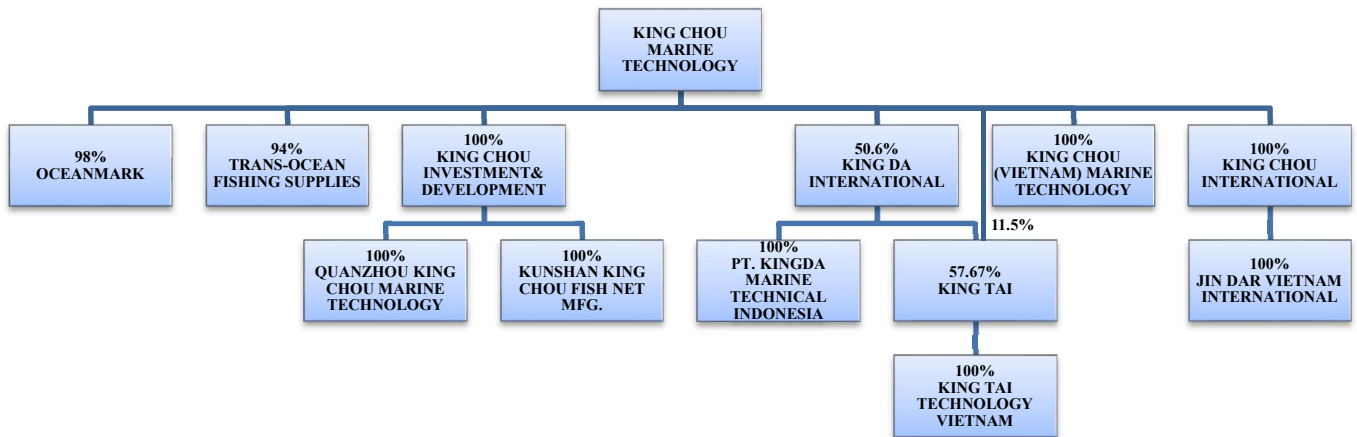 KING CHOU
MARINE
TECHNOLOGY
98%
OCEANMARK
94%
TRANS-OCEAN
FISHING SUPPLIES
100%
KING CHOU
INVESTMENT&
DEVELOPMENT
50.6%
KING DA
INTERNATIONAL
100%
KING CHOU
(VIETNAM) MARINE
TECHNOLOGY
100%
KING CHOU
INTERNATIONAL
11.5%
100%
QUANZHOU KING
CHOU MARINE
TECHNOLOGY
100%
KUNSHAN KING
CHOU FISH NET
MFG.
100%
PT. KINGDA
MARINE
TECHNICAL
INDONESIA
57.67%
KING TAI
100%
JIN DAR VIETNAM
INTERNATIONAL
100%
KING TAI
TECHNOLOGY
VIETNAM